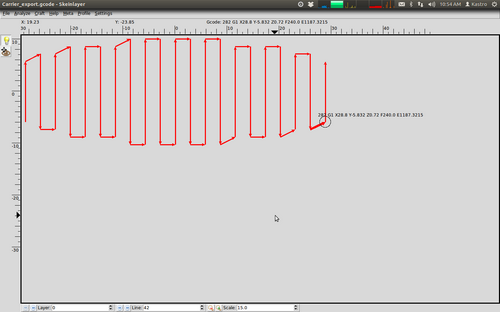 Carrier_export.gcode - Skeinlayer
10:54 AM
Kastro
File Analyze Craft Help Meta Profile Settings
X: 19.23
Y: -23.85
Gcode: 282 G1 X28.8 Y-5.832 Z0.72 F240.0 E1187.3215
30
-20
-10
0
10
20
30
40
10
0
-10
-20
-30
282 G1 X28.8 Y-5.832 Z0.72 F240.0 E1187.3215
Layer: 0
Line: 42
Scale: 15.0